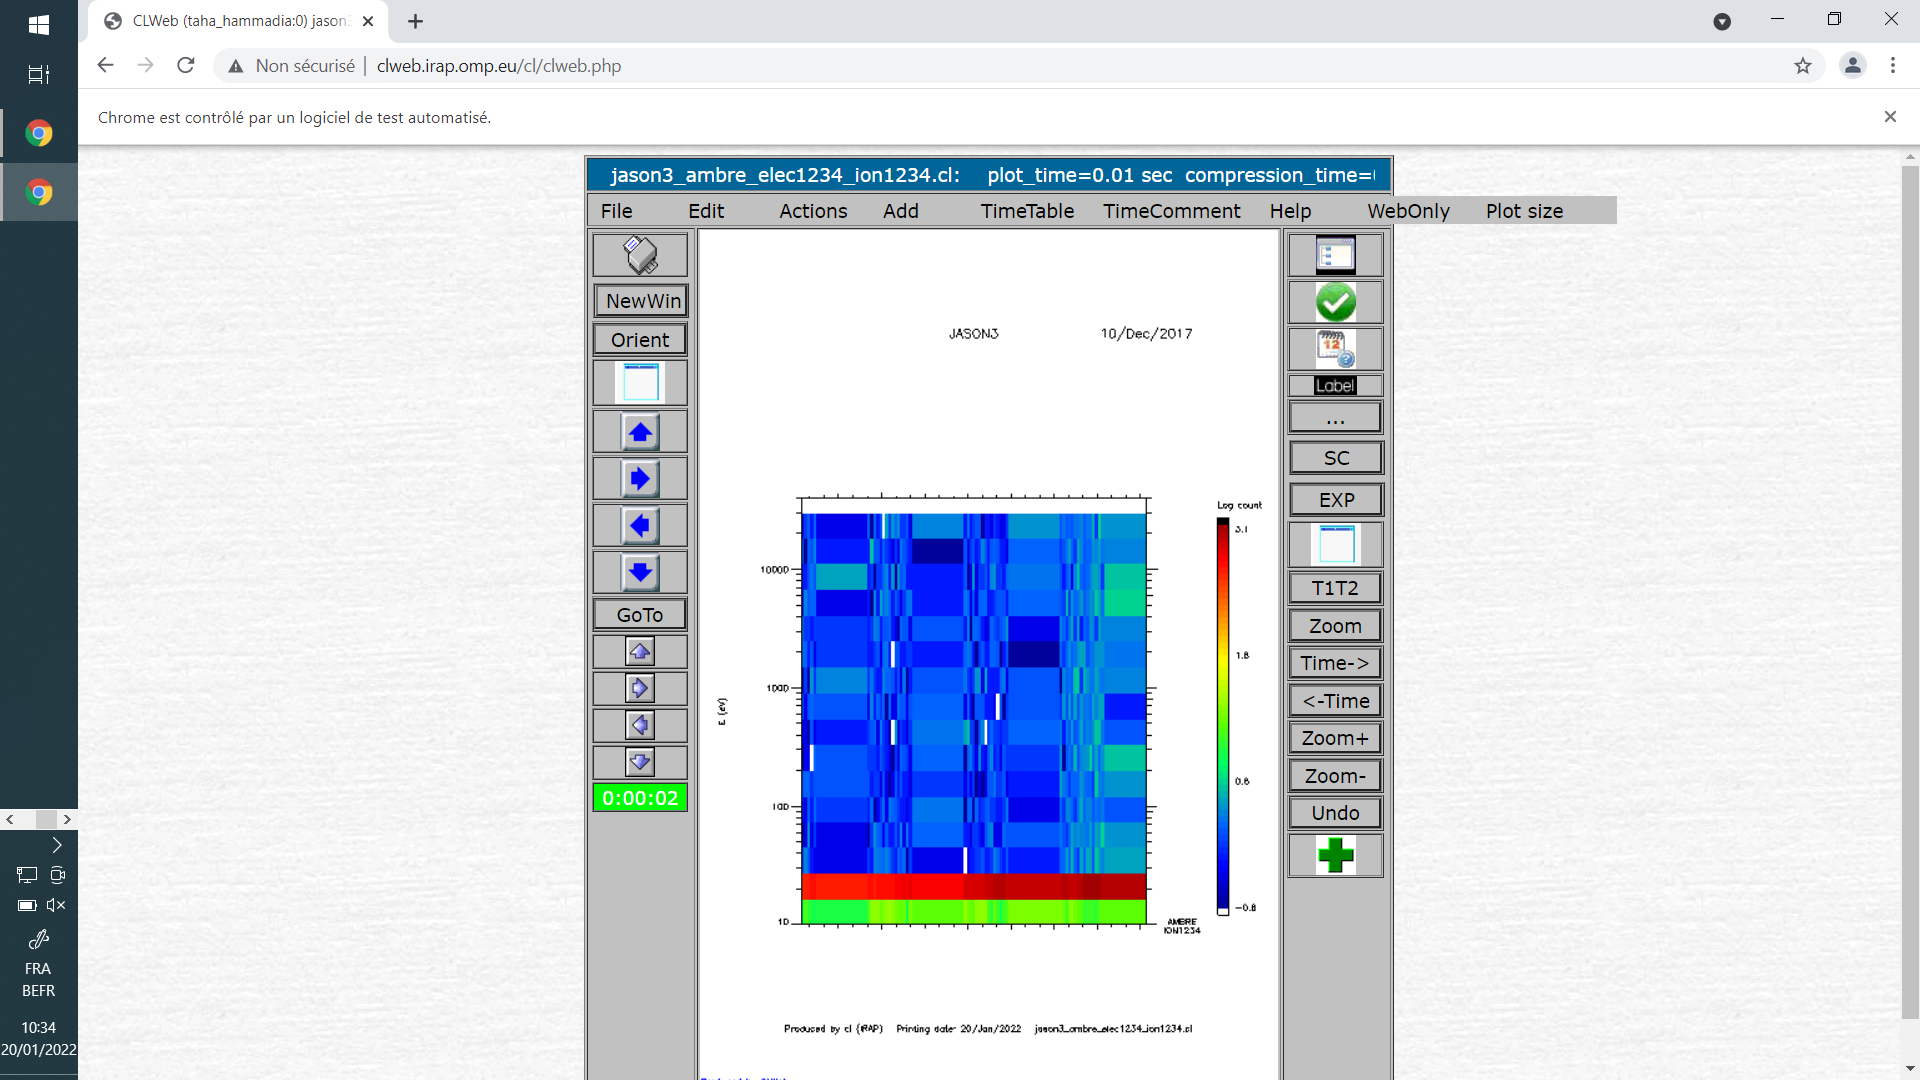 CLWeb (taha_hammadia:0) jason3
Non sécurisé | clweb.irap.omp.eu/cl/clweb.php
Chrome est contrôlé par un logiciel de test automatisé.
jason3_ambre_elec1234_ion1234.cl: plot_time=0.01 sec compression_time=
File Edit Actions Add TimeTable TimeComment Help WebOnly Plot size
NewWin
Orient
GoTo
0:00:02
JASON3 10/Dec/2017
Log count
3.1
1.8
0.6
-0.8
10000
1000
100
10
E (eV)
AMBRE
ION1234
Produced by cl (IRAP) Printing date: 20/Jan/2022 jason3_ambre_elec1234_ion1234.cl
12
Label
...
SC
EXP
T1T2
Zoom
Time->
<-Time
Zoom+
Zoom-
Undo
FRA
BEFR
10:34
20/01/2022